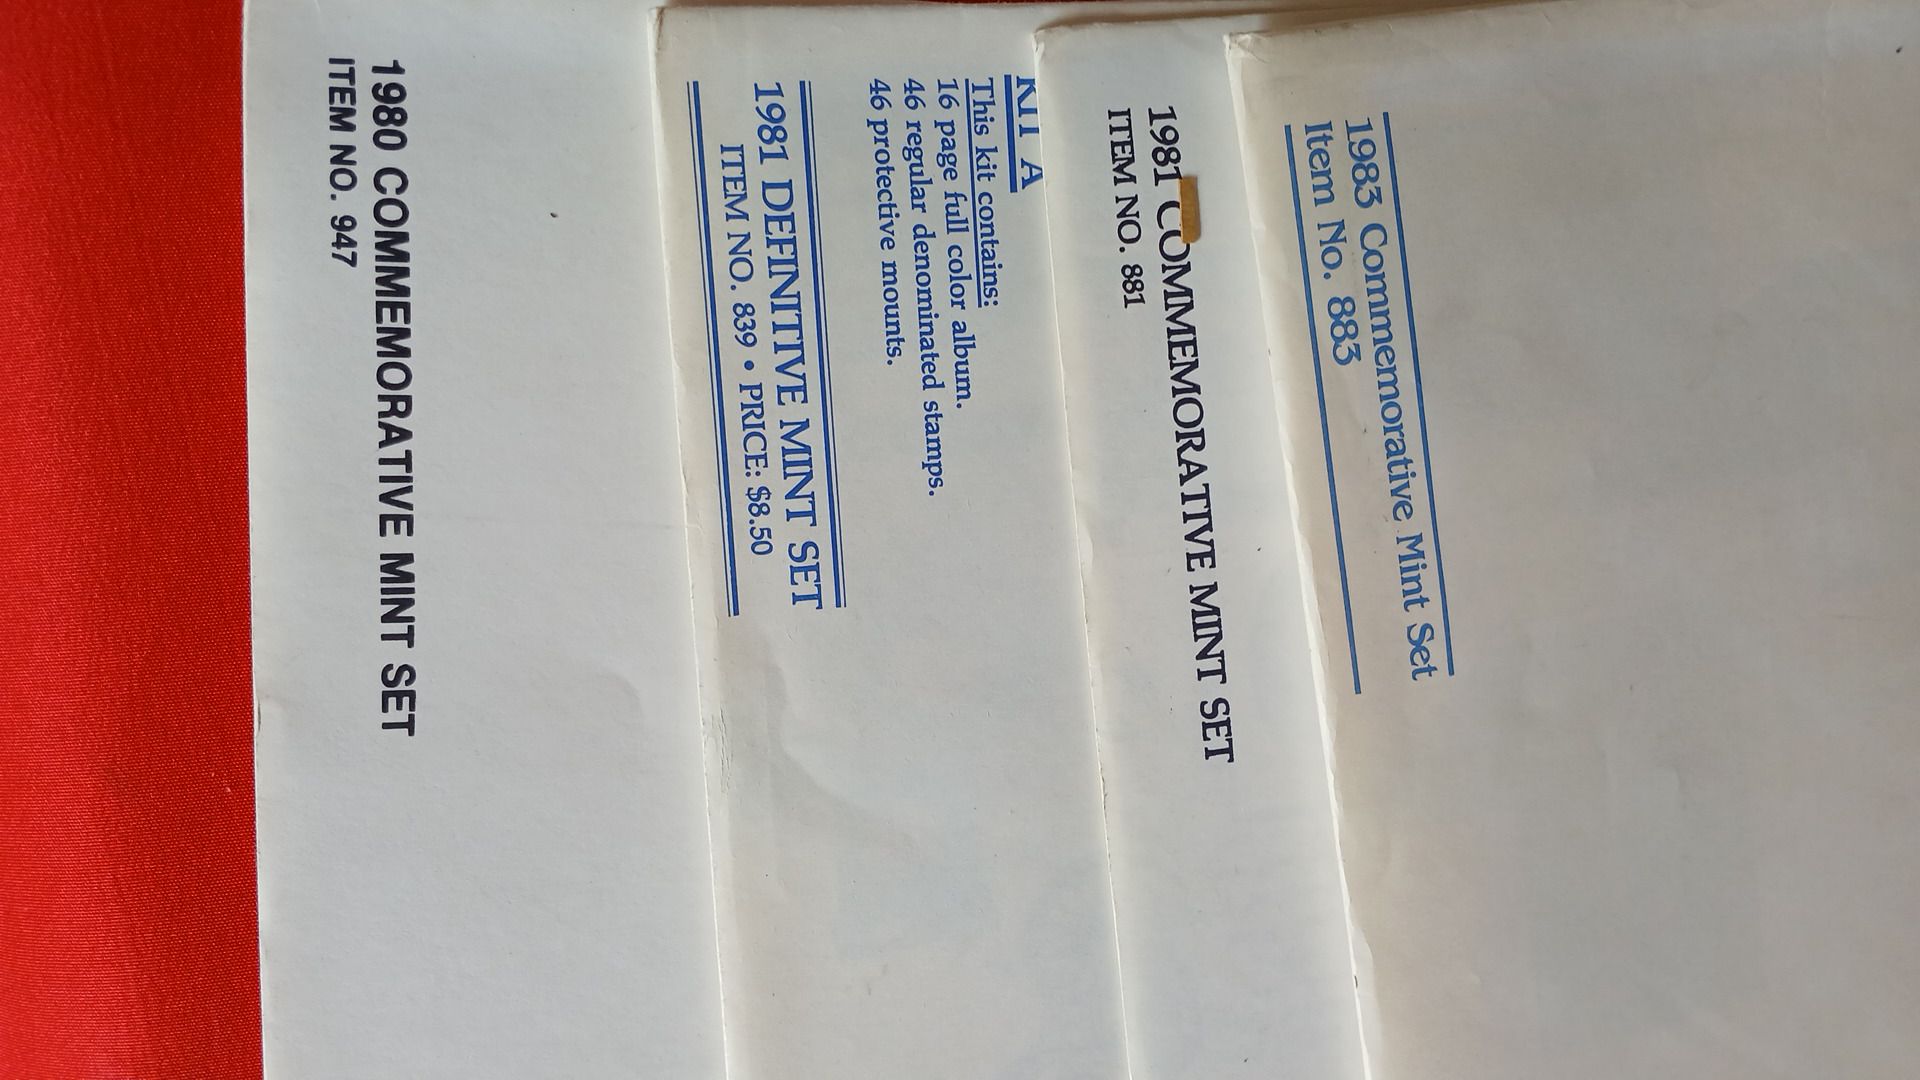 1983 Commemorative Mint Set
Item No. 883
1981 COMMEMORATIVE MINT SET
ITEM NO. 881
KIT A
This kit contains:
16 page full color album.
46 regular denominated stamps.
46 protective mounts.
1981 DEFINITIVE MINT SET
ITEM NO. 839 • PRICE: $8.50
1980 COMMEMORATIVE MINT SET
ITEM NO. 947